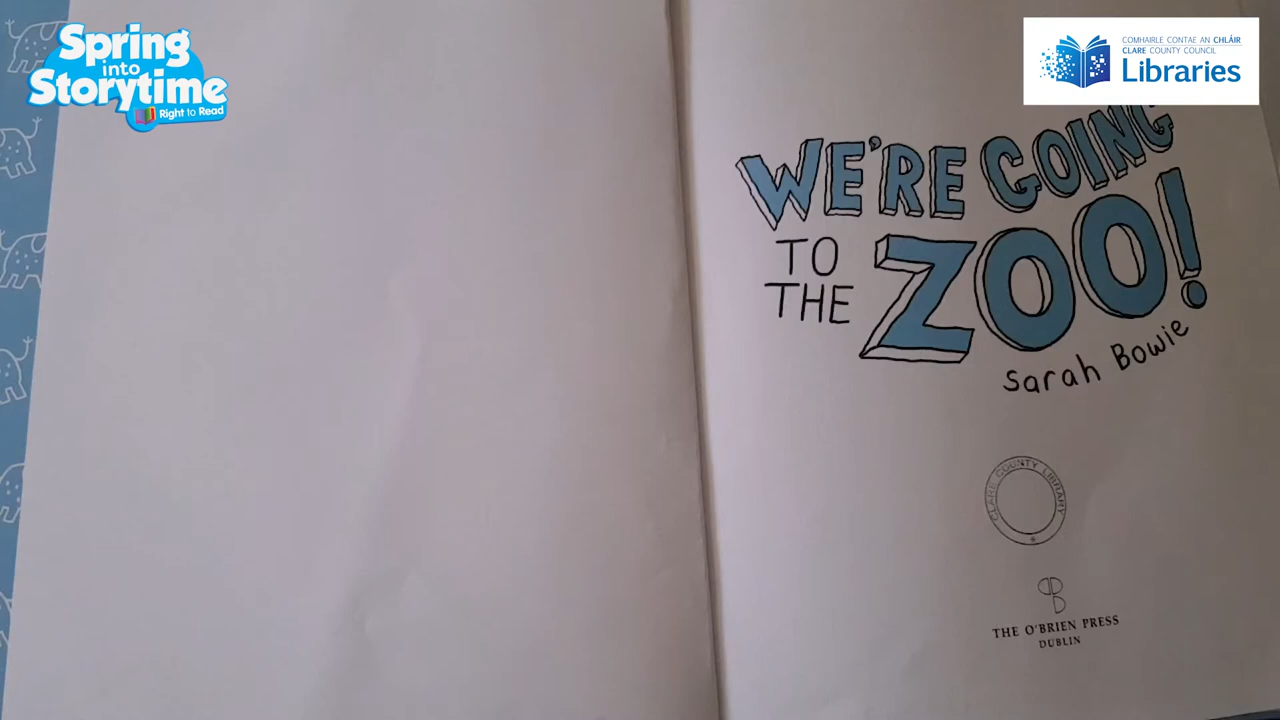 Spring
into
Storytime
Right to Read
COMHAIRLE CONTAE AN CHLÁIR
CLARE COUNTY COUNCIL
Libraries
WE'RE GOING
TO THE ZOO!
Sarah Bowie
CLARE COUNTY LIBRARY
THE O'BRIEN PRESS
DUBLIN